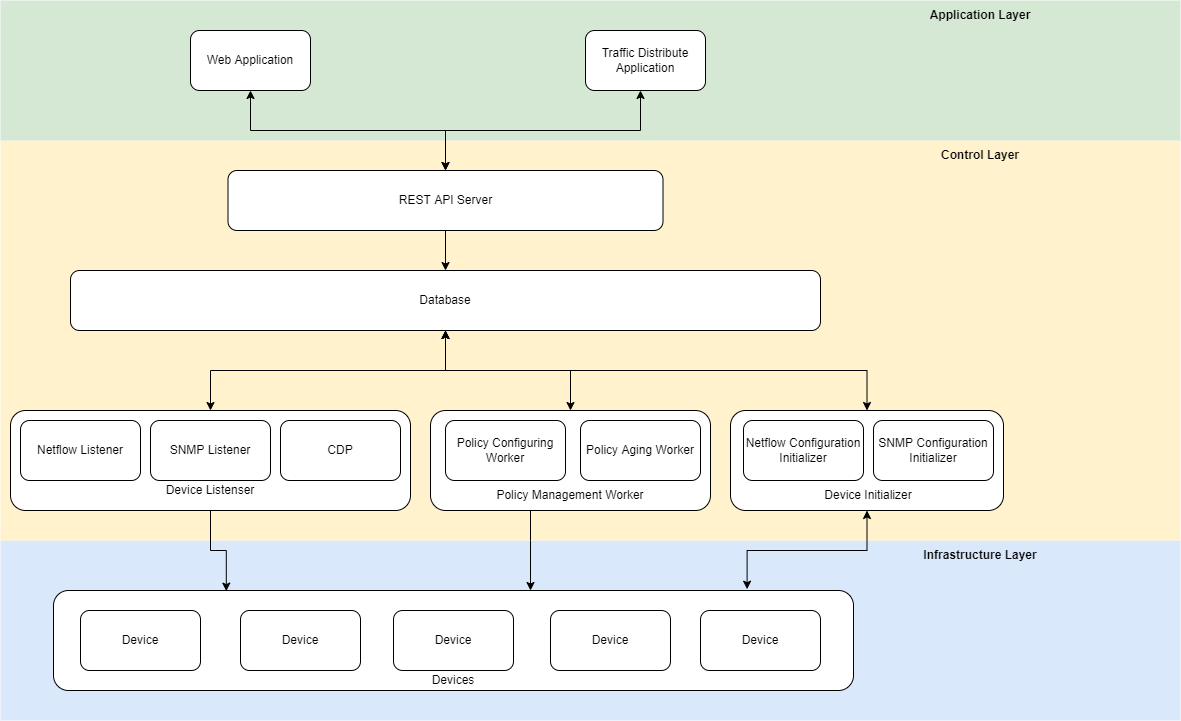 Application Layer
Web Application
Traffic Distribute
Application
Control Layer
REST API Server
Database
Netflow Listener
SNMP Listener
CDP
Device Listenser
Policy Configuring
Worker
Policy Aging Worker
Policy Management Worker
Netflow Configuration
Initializer
SNMP Configuration
Initializer
Device Initializer
Infrastructure Layer
Device
Device
Device
Device
Device
Devices